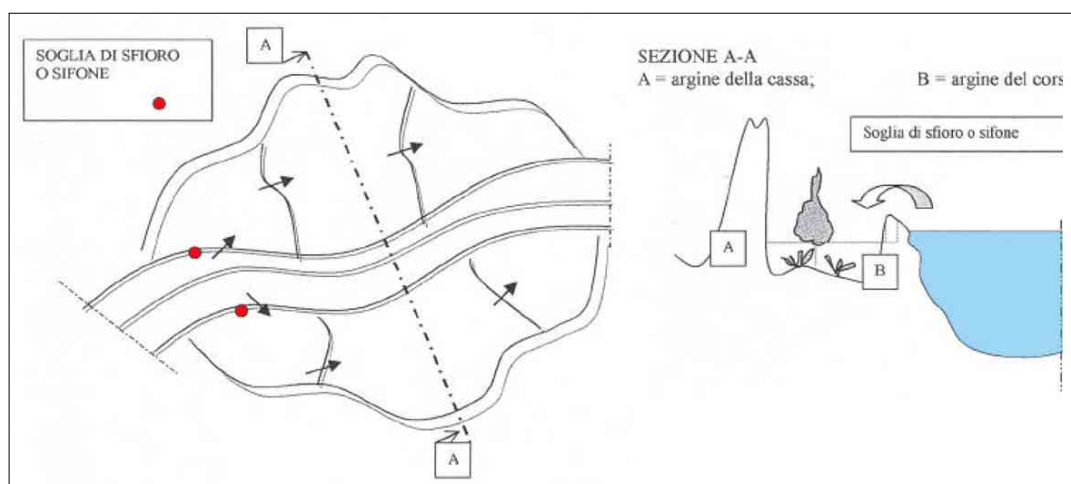 SOGLIA DI SFIORO
O SIFONE
A
A
SEZIONE A-A
A = argine della cassa; B = argine del cors
Soglia di sfioro o sifone
A
B